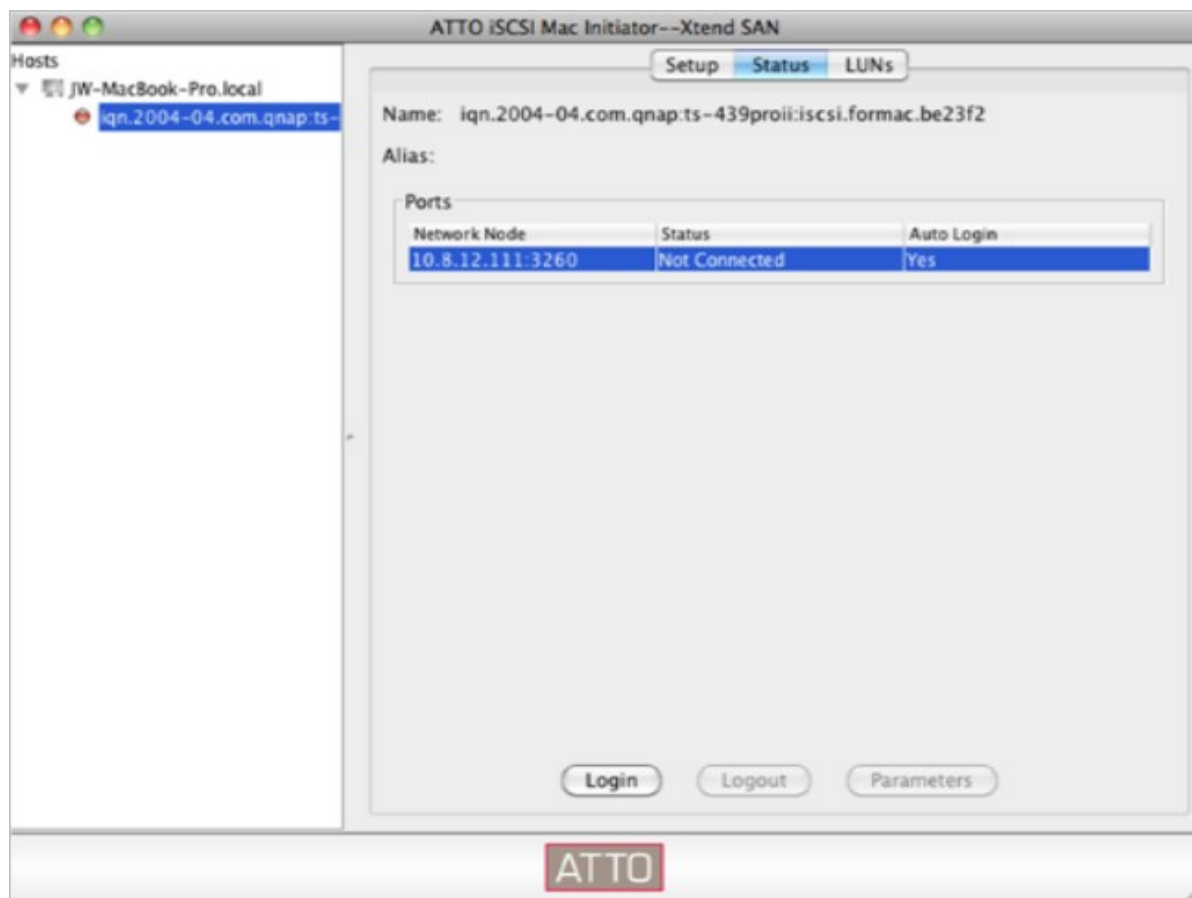 ATTO iSCSI Mac Initiator--Xtend SAN
Hosts
JW-MacBook-Pro.local
iqn.2004-04.com.qnap:ts-
Setup Status LUNs
Name: iqn.2004-04.com.qnap:ts-439proii:iscsi.formac.be23f2
Alias:
Ports
Network Node Status Auto Login
10.8.12.111:3260 Not Connected Yes
Login Logout Parameters
ATTO